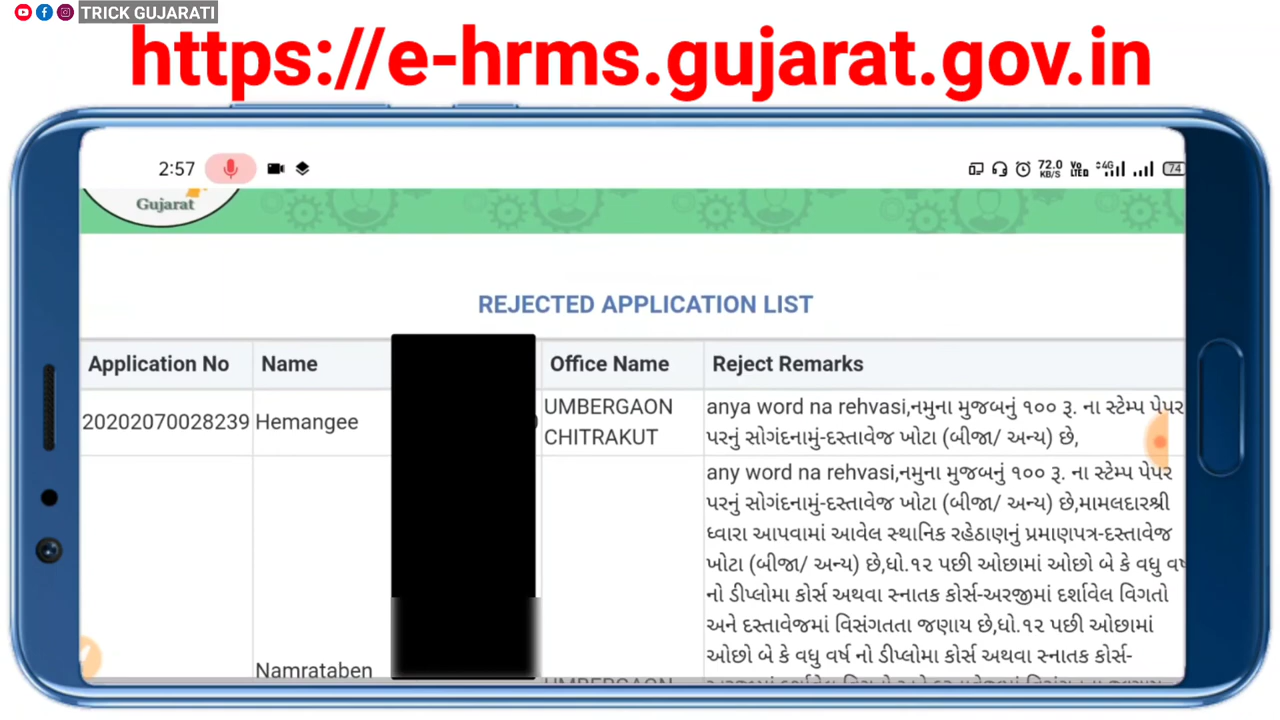 TRICK GUJARATI
https://e-hrms.gujarat.gov.in
2:57
72.0 KB/S
Vo LTED
4G
74
Gujarat
REJECTED APPLICATION LIST
Application No Name Office Name Reject Remarks
20202070028239 Hemangee UMBERGAON CHITRAKUT
anya word na rehvasi,નમુના મુજબનું ૧૦૦ રૂ. ના સ્ટેમ્પ પેપર
પરનું સોગંદનામું-દસ્તાવેજ ખોટા (બીજા/ અન્ય) છે,
any word na rehvasi,નમુના મુજબનું ૧૦૦ રૂ. ના સ્ટેમ્પ પેપર
પરનું સોગંદનામું-દસ્તાવેજ ખોટા (બીજા/ અન્ય) છે,મામલદારશ્રી
ધ્વારા આપવામાં આવેલ સ્થાનિક રહેઠાણનું પ્રમાણપત્ર-દસ્તાવેજ
ખોટા (બીજા/ અન્ય) છે,ધો.૧૨ પછી ઓછામાં ઓછો બે કે વધુ વર્ષ
નો ડીપ્લોમા કોર્સ અથવા સ્નાતક કોર્સ-અરજીમાં દર્શાવેલ વિગતો
અને દસ્તાવેજમાં વિસંગતતા જણાય છે,ધો.૧૨ પછી ઓછામાં
ઓછો બે કે વધુ વર્ષ નો ડીપ્લોમા કોર્સ અથવા સ્નાતક કોર્સ-
Namrataben